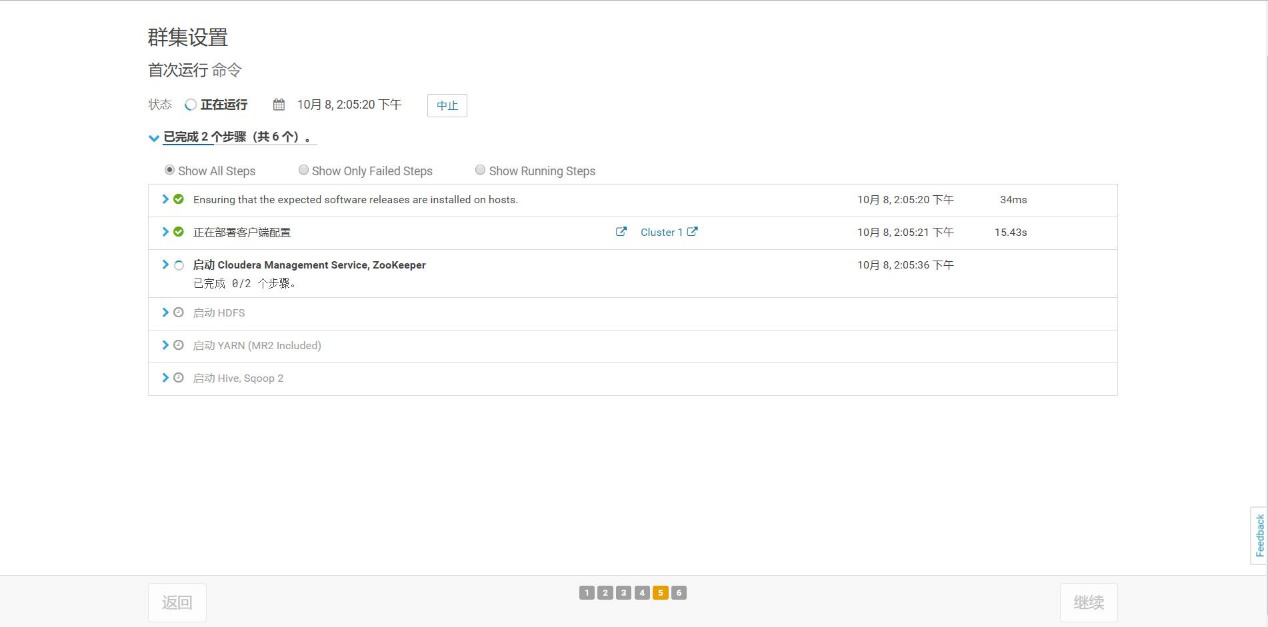 群集设置
首次运行 命令
状态 正在运行 10月 8, 2:05:20 下午 中止
已完成 2 个步骤（共 6 个）。
Show All Steps Show Only Failed Steps Show Running Steps
Ensuring that the expected software releases are installed on hosts. 10月 8, 2:05:20 下午 34ms
正在部署客户端配置 Cluster 1 10月 8, 2:05:21 下午 15.43s
启动 Cloudera Management Service, ZooKeeper 10月 8, 2:05:36 下午
已完成 0/2 个步骤。
启动 HDFS
启动 YARN (MR2 Included)
启动 Hive, Sqoop 2
Feedback
返回 1 2 3 4 5 6 继续